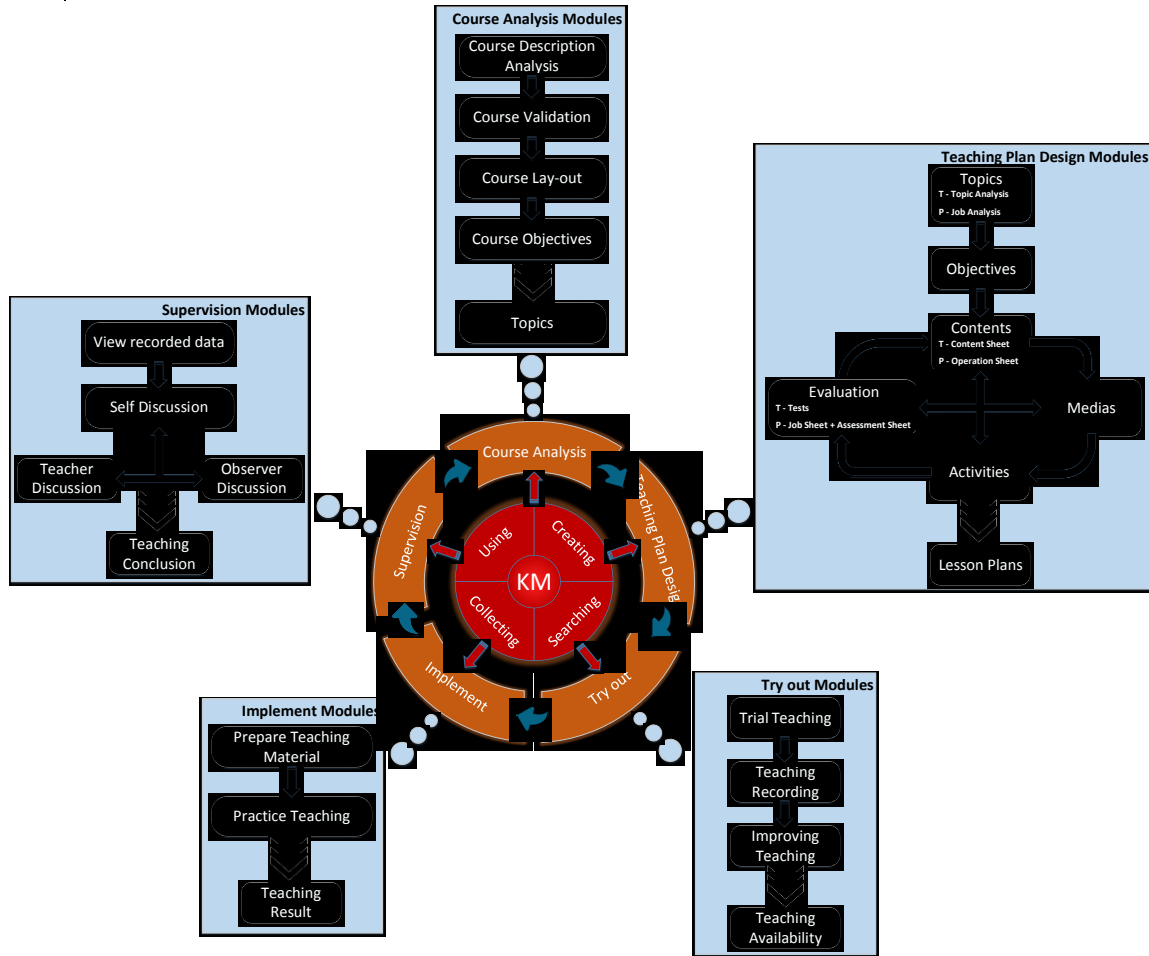 Course Analysis Modules
Course Description
Analysis
Course Validation
Course Lay-out
Course Objectives
Topics
Teaching Plan Design Modules
Topics
T - Topic Analysis
P - Job Analysis
Objectives
Contents
T - Content Sheet
P - Operation Sheet
Evaluation
T - Tests
P - Job Sheet + Assessment Sheet
Medias
Activities
Lesson Plans
Supervision Modules
View recorded data
Self Discussion
Teacher
Discussion
Observer
Discussion
Teaching
Conclusion
Course Analysis
Teaching Plan Design
Try out
Implement
Supervision
Using
Creating
Searching
Collecting
KM
Implement Modules
Prepare Teaching
Material
Practice Teaching
Teaching
Result
Try out Modules
Trial Teaching
Teaching
Recording
Improving
Teaching
Teaching
Availability